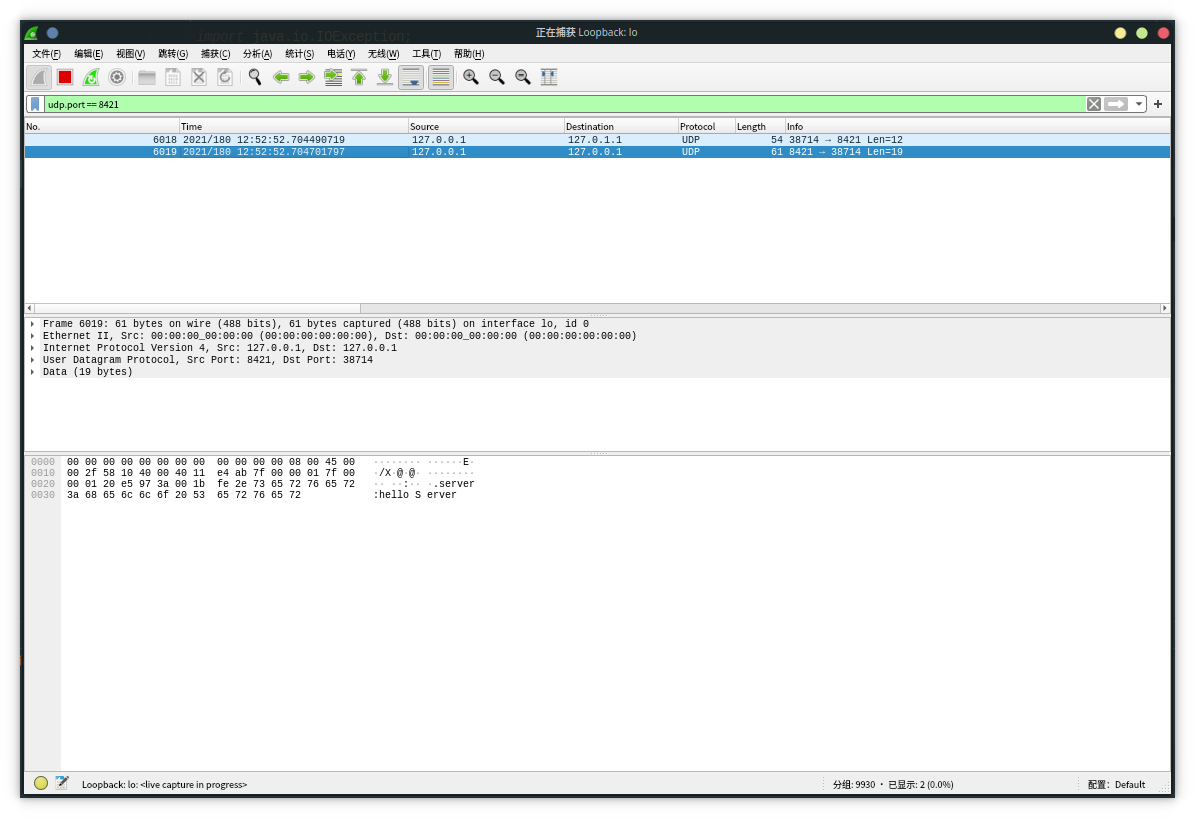 正在捕获 Loopback: lo
import java.io.IOException;
文件(F) 编辑(E) 视图(V) 跳转(G) 捕获(C) 分析(A) 统计(S) 电话(Y) 无线(W) 工具(T) 帮助(H)
udp.port == 8421
No. Time Source Destination Protocol Length Info
6018 2021/180 12:52:52.704490719 127.0.0.1 127.0.1.1 UDP 54 38714 → 8421 Len=12
6019 2021/180 12:52:52.704701797 127.0.0.1 127.0.0.1 UDP 61 8421 → 38714 Len=19
Frame 6019: 61 bytes on wire (488 bits), 61 bytes captured (488 bits) on interface lo, id 0
Ethernet II, Src: 00:00:00_00:00:00 (00:00:00:00:00:00), Dst: 00:00:00_00:00:00 (00:00:00:00:00:00)
Internet Protocol Version 4, Src: 127.0.0.1, Dst: 127.0.0.1
User Datagram Protocol, Src Port: 8421, Dst Port: 38714
Data (19 bytes)
0000 00 00 00 00 00 00 00 00 00 00 00 00 08 00 45 00 ········ ······E·
0010 00 2f 58 10 40 00 40 11 e4 ab 7f 00 00 01 7f 00 ·/X·@·@· ········
0020 00 01 20 e5 97 3a 00 1b fe 2e 73 65 72 76 65 72 ·· ··:·· ·.server
0030 3a 68 65 6c 6c 6f 20 53 65 72 76 65 72 :hello S erver
Loopback: lo: <live capture in progress> 分组: 9930 · 已显示: 2 (0.0%) 配置: Default